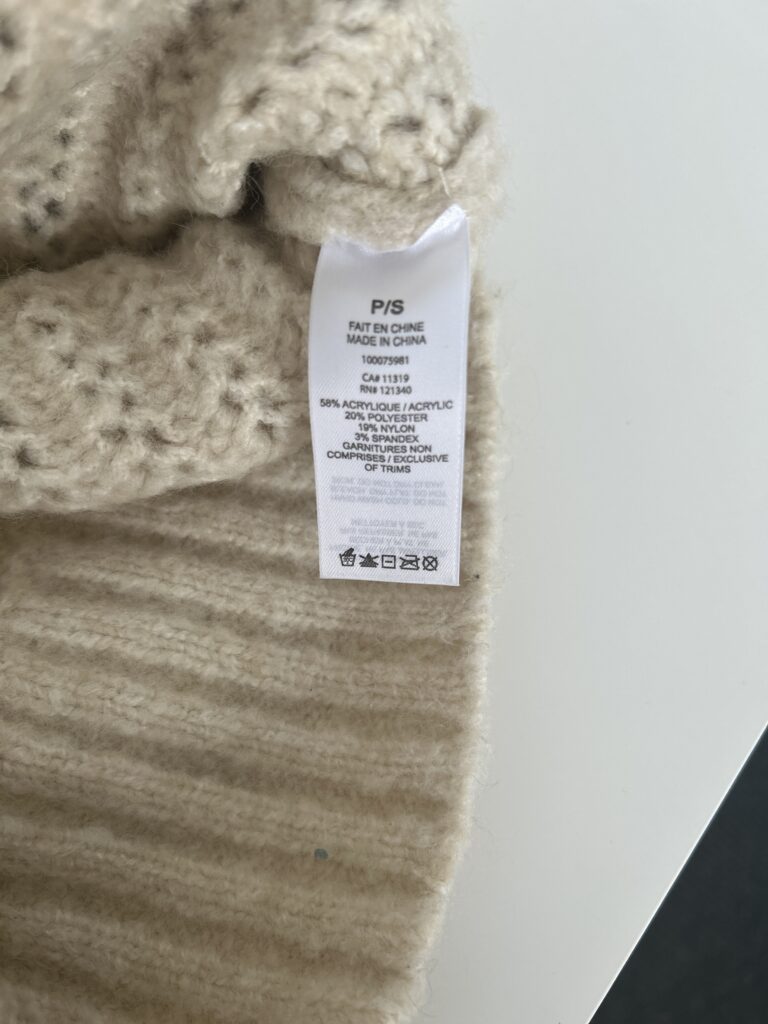 P/S
FAIT EN CHINE
MADE IN CHINA
100075981
CA# 11319
RN# 121340
58% ACRYLIQUE / ACRYLIC
20% POLYESTER
19% NYLON
3% SPANDEX
GARNITURES NON
COMPRISES / EXCLUSIVE
OF TRIMS